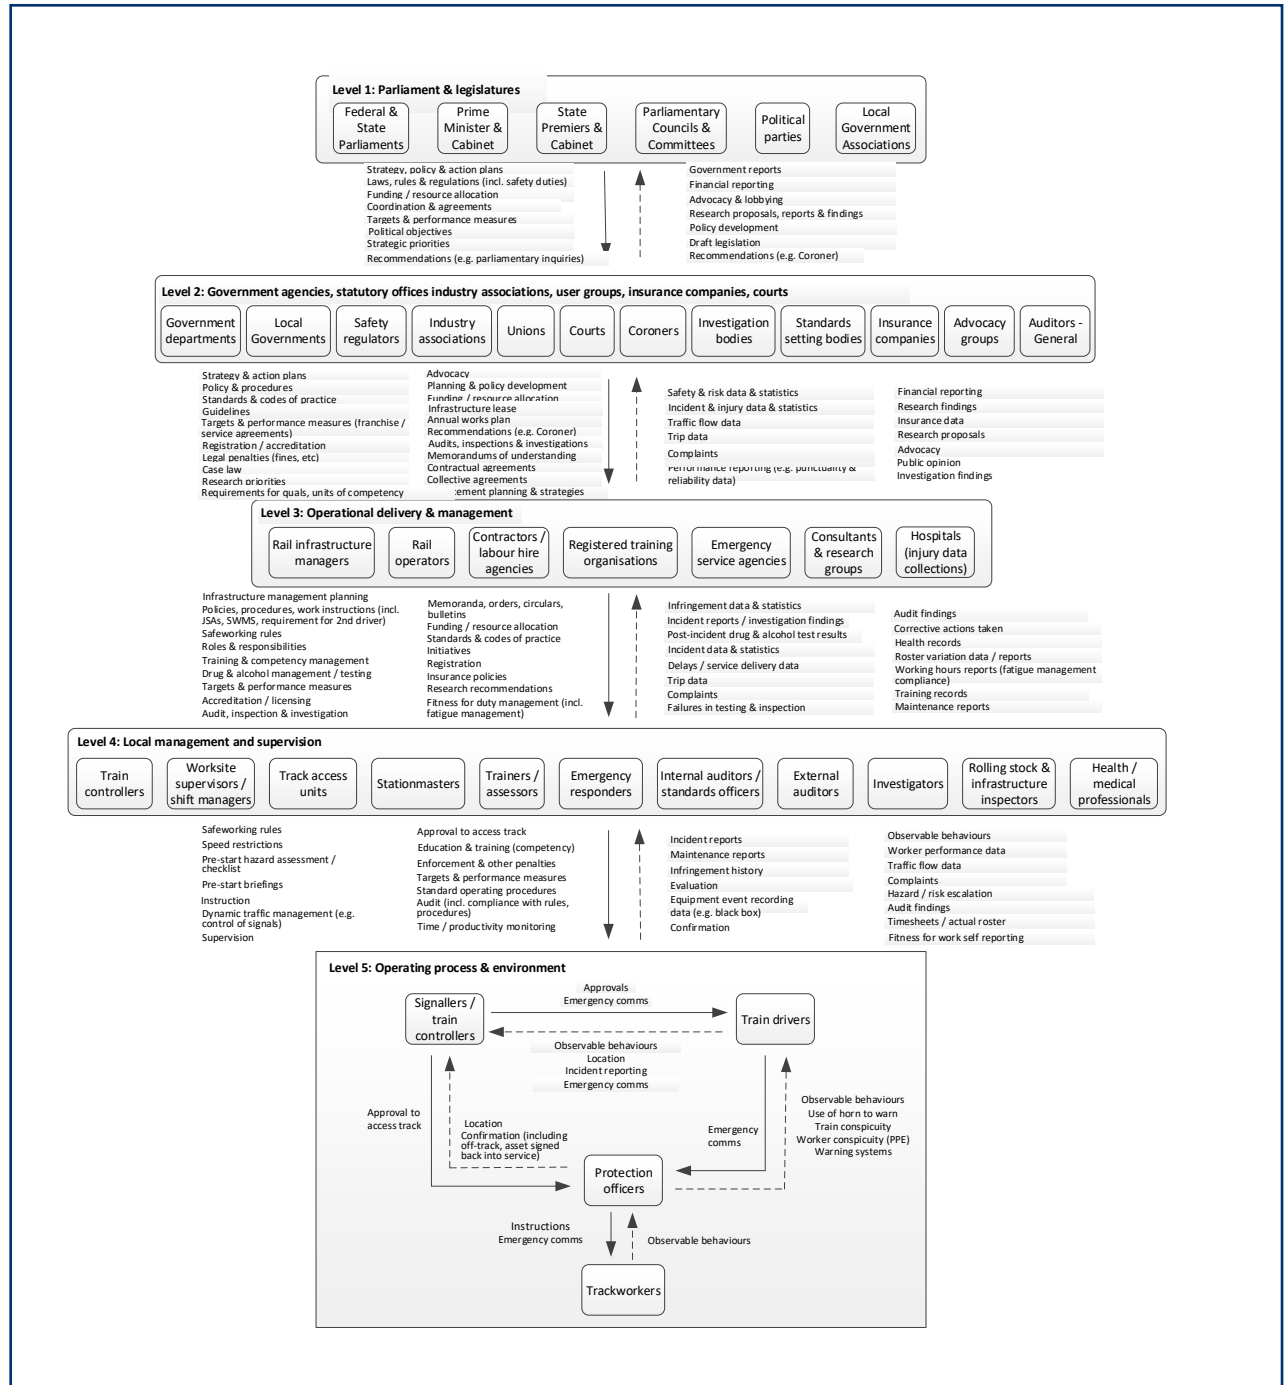 Level 1: Parliament & legislatures
Federal &
State
Parliaments
Prime
Minister &
Cabinet
State
Premiers &
Cabinet
Parliamentary
Councils &
Committees
Political
parties
Local
Government
Associations
Strategy, policy & action plans
Laws, rules & regulations (incl. safety duties)
Funding / resource allocation
Coordination & agreements
Targets & performance measures
Political objectives
Strategic priorities
Recommendations (e.g. parliamentary inquiries)
Government reports
Financial reporting
Advocacy & lobbying
Research proposals, reports & findings
Policy development
Draft legislation
Recommendations (e.g. Coroner)
Level 2: Government agencies, statutory offices industry associations, user groups, insurance companies, courts
Government
departments
Local
Governments
Safety
regulators
Industry
associations
Unions
Courts
Coroners
Investigation
bodies
Standards
setting bodies
Insurance
companies
Advocacy
groups
Auditors -
General
Strategy & action plans
Policy & procedures
Standards & codes of practice
Guidelines
Targets & performance measures (franchise /
service agreements)
Registration / accreditation
Legal penalties (fines, etc)
Case law
Research priorities
Requirements for quals, units of competency
Advocacy
Planning & policy development
Funding / resource allocation
Infrastructure lease
Annual works plan
Recommendations (e.g. Coroner)
Audits, inspections & investigations
Memorandums of understanding
Contractual agreements
Collective agreements
planning & strategies
Safety & risk data & statistics
Incident & injury data & statistics
Traffic flow data
Trip data
Complaints
Performance reporting (e.g. punctuality &
reliability data)
Financial reporting
Research findings
Insurance data
Research proposals
Advocacy
Public opinion
Investigation findings
Level 3: Operational delivery & management
Rail infrastructure
managers
Rail
operators
Contractors /
labour hire
agencies
Registered training
organisations
Emergency
service agencies
Consultants
& research
groups
Hospitals
(injury data
collections)
Infrastructure management planning
Policies, procedures, work instructions (incl.
JSAs, SWMS, requirement for 2nd driver)
Safeworking rules
Roles & responsibilities
Training & competency management
Drug & alcohol management / testing
Targets & performance measures
Accreditation / licensing
Audit, inspection & investigation
Memoranda, orders, circulars,
bulletins
Funding / resource allocation
Standards & codes of practice
Initiatives
Registration
Insurance policies
Research recommendations
Fitness for duty management (incl.
fatigue management)
Infringement data & statistics
Incident reports / investigation findings
Post-incident drug & alcohol test results
Incident data & statistics
Delays / service delivery data
Trip data
Complaints
Failures in testing & inspection
Audit findings
Corrective actions taken
Health records
Roster variation data / reports
Working hours reports (fatigue management
compliance)
Training records
Maintenance reports
Level 4: Local management and supervision
Train
controllers
Worksite
supervisors /
shift managers
Track access
units
Stationmasters
Trainers /
assessors
Emergency
responders
Internal auditors /
standards officers
External
auditors
Investigators
Rolling stock &
infrastructure
inspectors
Health /
medical
professionals
Safeworking rules
Speed restrictions
Pre-start hazard assessment /
checklist
Pre-start briefings
Instruction
Dynamic traffic management (e.g.
control of signals)
Supervision
Approval to access track
Education & training (competency)
Enforcement & other penalties
Targets & performance measures
Standard operating procedures
Audit (incl. compliance with rules,
procedures)
Time / productivity monitoring
Incident reports
Maintenance reports
Infringement history
Evaluation
Equipment event recording
data (e.g. black box)
Confirmation
Observable behaviours
Worker performance data
Traffic flow data
Complaints
Hazard / risk escalation
Audit findings
Timesheets / actual roster
Fitness for work self reporting
Level 5: Operating process & environment
Signallers /
train
controllers
Approvals
Emergency comms
Train drivers
Observable behaviours
Location
Incident reporting
Emergency comms
Approval to
access track
Location
Confirmation (including
off-track, asset signed
back into service)
Emergency
comms
Observable behaviours
Use of horn to warn
Train conspicuity
Worker conspicuity (PPE)
Warning systems
Protection
officers
Instructions
Emergency comms
Observable behaviours
Trackworkers